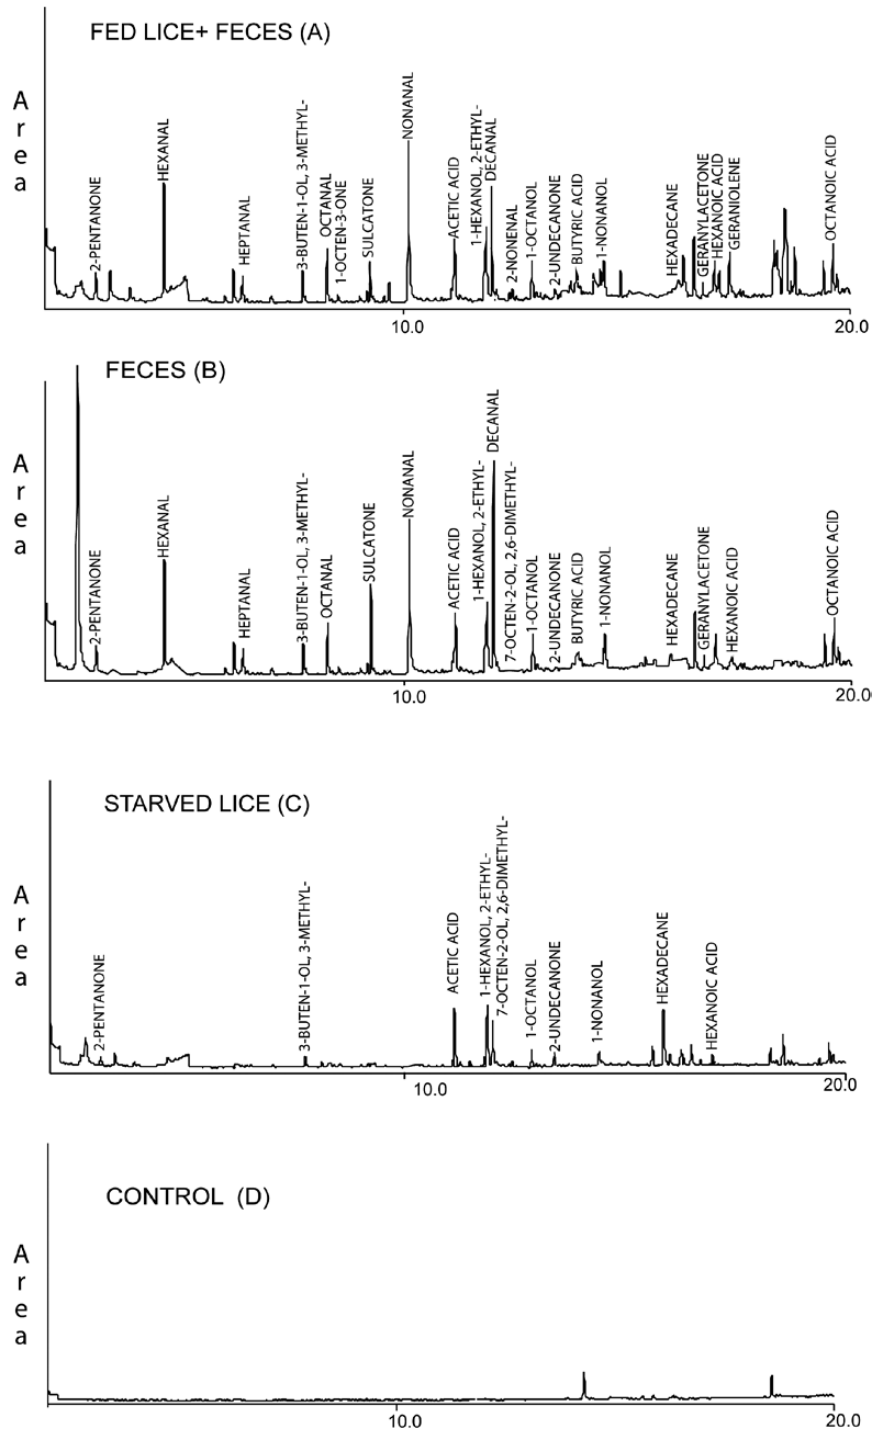 FED LICE+ FECES (A)
Area
2-PENTANONE
HEXANAL
HEPTANAL
3-BUTEN-1-OL, 3-METHYL-
OCTANAL
1-OCTEN-3-ONE
SULCATONE
NONANAL
ACETIC ACID
1-HEXANOL, 2-ETHYL-
DECANAL
2-NONENAL
1-OCTANOL
2-UNDECANONE
BUTYRIC ACID
1-NONANOL
HEXADECANE
GERANYLACETONE
HEXANOIC ACID
GERANIOLENE
OCTANOIC ACID
10.0
20.0
FECES (B)
Area
2-PENTANONE
HEXANAL
HEPTANAL
3-BUTEN-1-OL, 3-METHYL-
OCTANAL
SULCATONE
NONANAL
ACETIC ACID
1-HEXANOL, 2-ETHYL-
DECANAL
7-OCTEN-2-OL, 2,6-DIMETHYL-
1-OCTANOL
2-UNDECANONE
BUTYRIC ACID
1-NONANOL
HEXADECANE
GERANYLACETONE
HEXANOIC ACID
OCTANOIC ACID
10.0
20.0
STARVED LICE (C)
Area
2-PENTANONE
3-BUTEN-1-OL, 3-METHYL-
ACETIC ACID
1-HEXANOL, 2-ETHYL-
7-OCTEN-2-OL, 2,6-DIMETHYL-
1-OCTANOL
2-UNDECANONE
1-NONANOL
HEXADECANE
HEXANOIC ACID
10.0
20.0
CONTROL (D)
Area
10.0
20.0